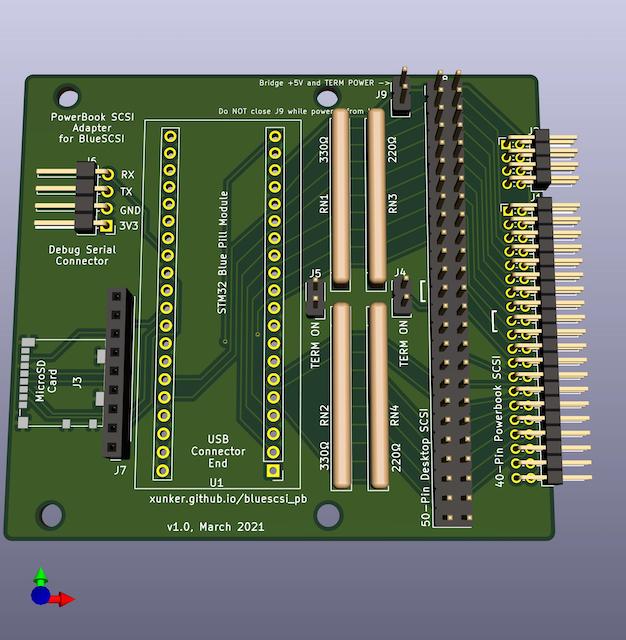 Bridge +5V and TERM POWER ->
J9
Do NOT close J9 while power from
PowerBook SCSI
Adapter
for BlueSCSI
J6
RX
TX
GND
3V3
Debug Serial
Connector
STM32 Blue Pill Module
330Ω
RN1
220Ω
RN3
J5
TERM ON
J4
TERM ON
MicroSD
Card
J3
J7
USB
Connector
End
U1
RN2
330Ω
RN4
220Ω
50-Pin Desktop SCSI
40-Pin Powerbook SCSI
xunker.github.io/bluescsi_pb
v1.0, March 2021